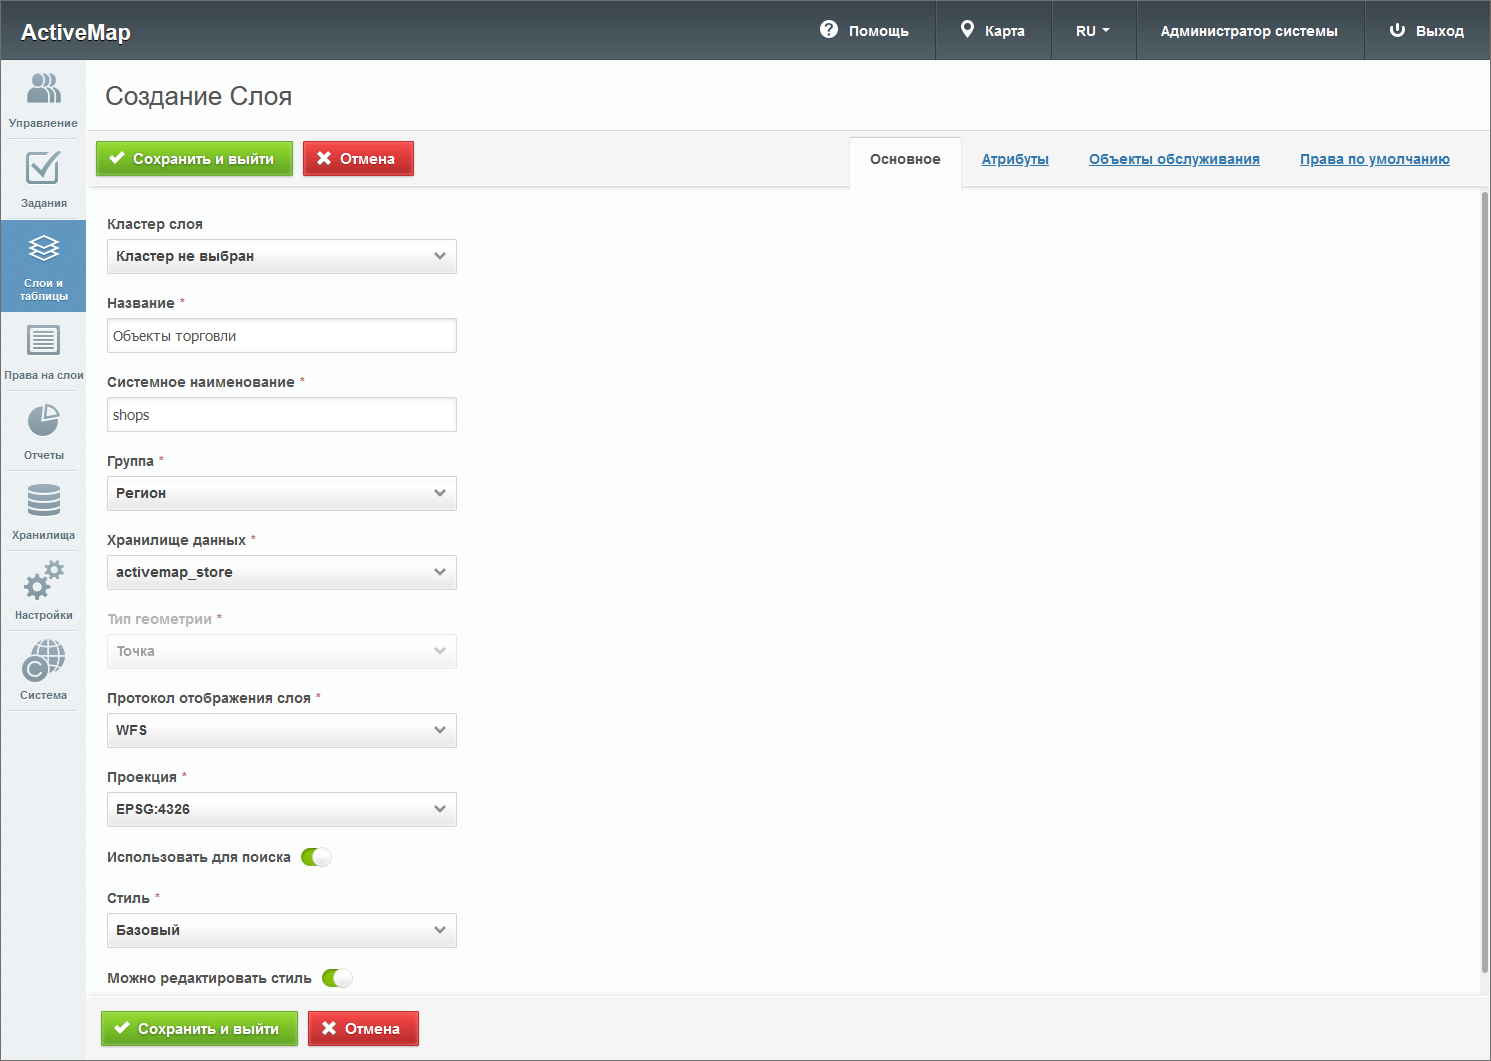 ActiveMap
Помощь
Карта
RU
Администратор системы
Выход
Управление
Задания
Слои и
таблицы
Права на слои
Отчеты
Хранилища
Настройки
Система
Создание Слоя
Сохранить и выйти
Отмена
Основное
Атрибуты
Объекты обслуживания
Права по умолчанию
Кластер слоя
Кластер не выбран
Название *
Объекты торговли
Системное наименование *
shops
Группа *
Регион
Хранилище данных *
activemap_store
Тип геометрии *
Точка
Протокол отображения слоя *
WFS
Проекция *
EPSG:4326
Использовать для поиска
Стиль *
Базовый
Можно редактировать стиль
Сохранить и выйти
Отмена